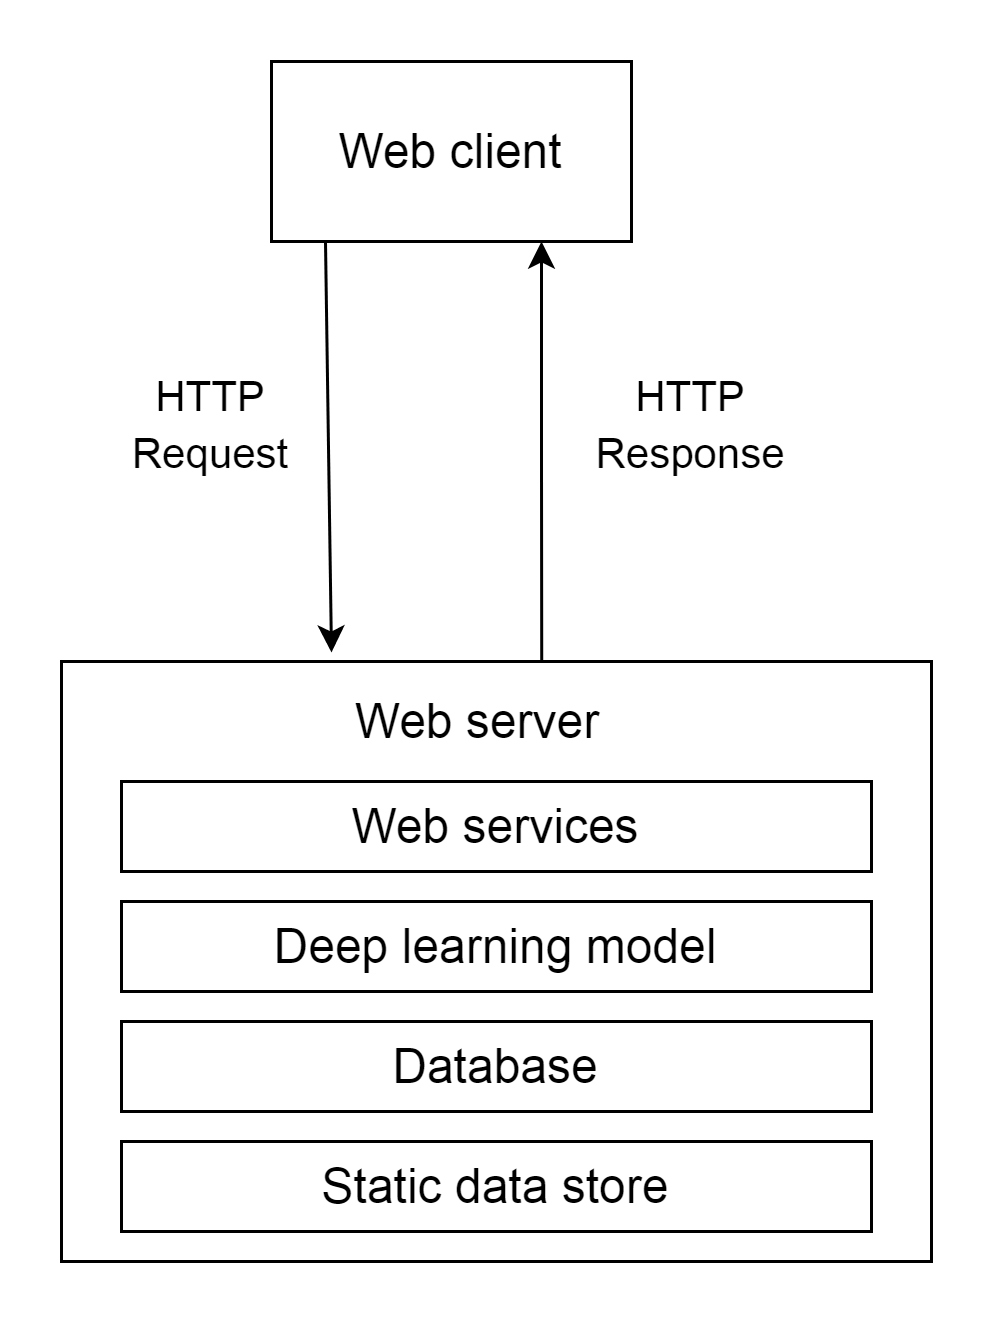 Web client
HTTP
Request
HTTP
Response
Web server
Web services
Deep learning model
Database
Static data store